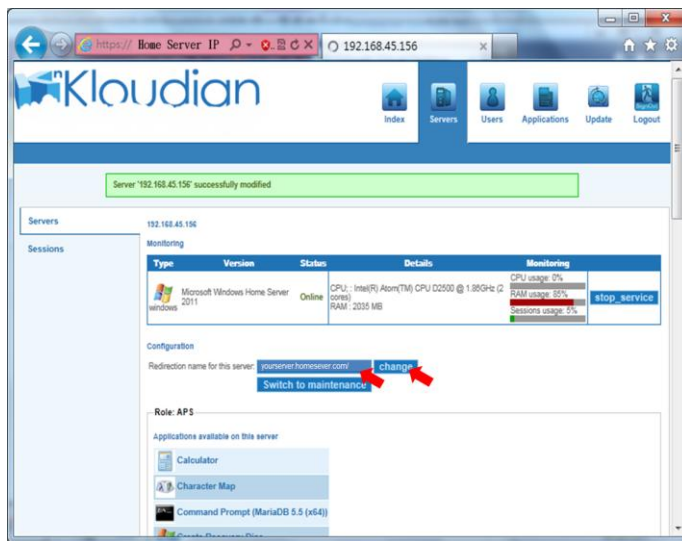 https:// Home Server IP
192.168.45.156
Kloudian
Index
Servers
Users
Applications
Update
Logout
Server '192.168.45.156' successfully modified
Servers
Sessions
192.168.45.156
Monitoring
Type Version Status Details Monitoring
windows
Microsoft Windows Home Server
2011
Online
CPU; : Intel(R) Atom(TM) CPU D2500 @ 1.86GHz (2
cores)
RAM : 2035 MB
CPU usage: 0%
RAM usage: 85%
Sessions usage: 5%
stop_service
Configuration
Redirection name for this server: yourserver.homesever.com/ change
Switch to maintenance
Role: APS
Applications available on this server
Calculator
Character Map
Command Prompt (MariaDB 5.5 (x64))
Create Recovery Disc